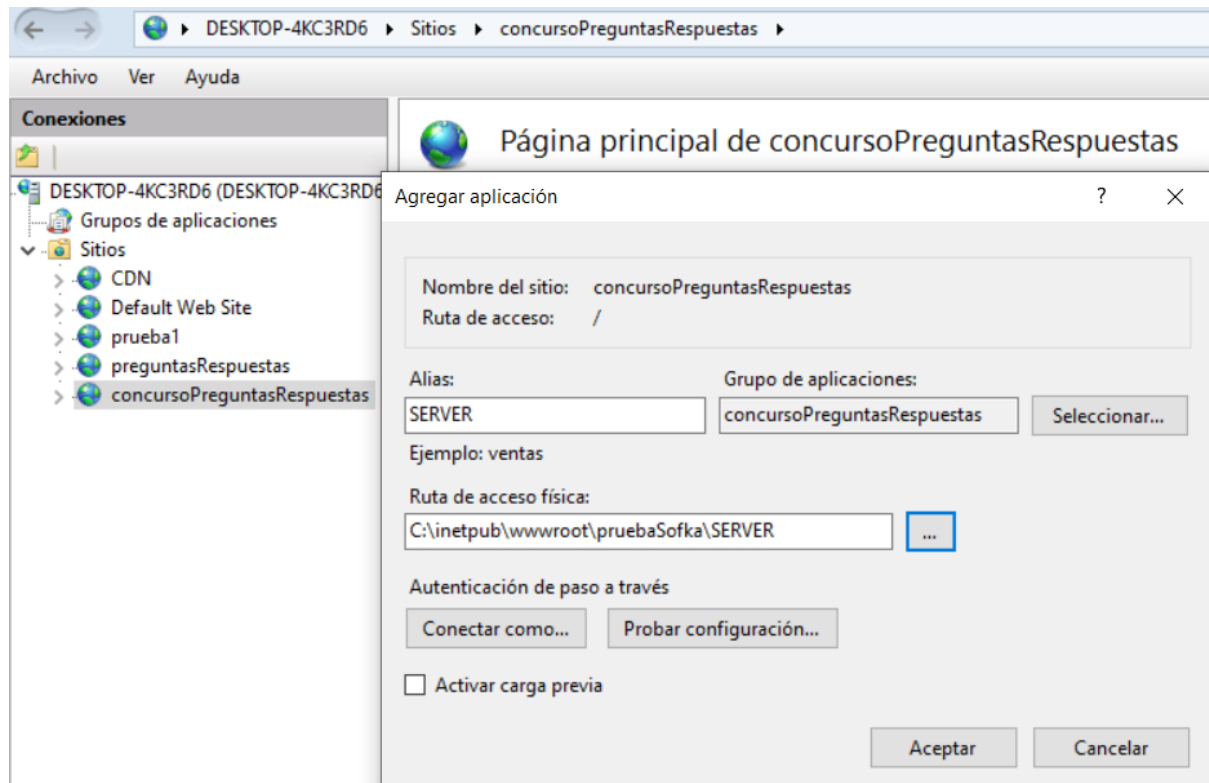 DESKTOP-4KC3RD6 Sitios concursoPreguntasRespuestas
Archivo Ver Ayuda
Conexiones
DESKTOP-4KC3RD6 (DESKTOP-4KC3RD6
Grupos de aplicaciones
Sitios
CDN
Default Web Site
prueba1
preguntasRespuestas
concursoPreguntasRespuestas
Página principal de concursoPreguntasRespuestas
Agregar aplicación ?
Nombre del sitio: concursoPreguntasRespuestas
Ruta de acceso: /
Alias: Grupo de aplicaciones:
SERVER concursoPreguntasRespuestas Seleccionar...
Ejemplo: ventas
Ruta de acceso física:
C:\inetpub\wwwroot\pruebaSofka\SERVER ...
Autenticación de paso a través
Conectar como... Probar configuración...
Activar carga previa
Aceptar Cancelar